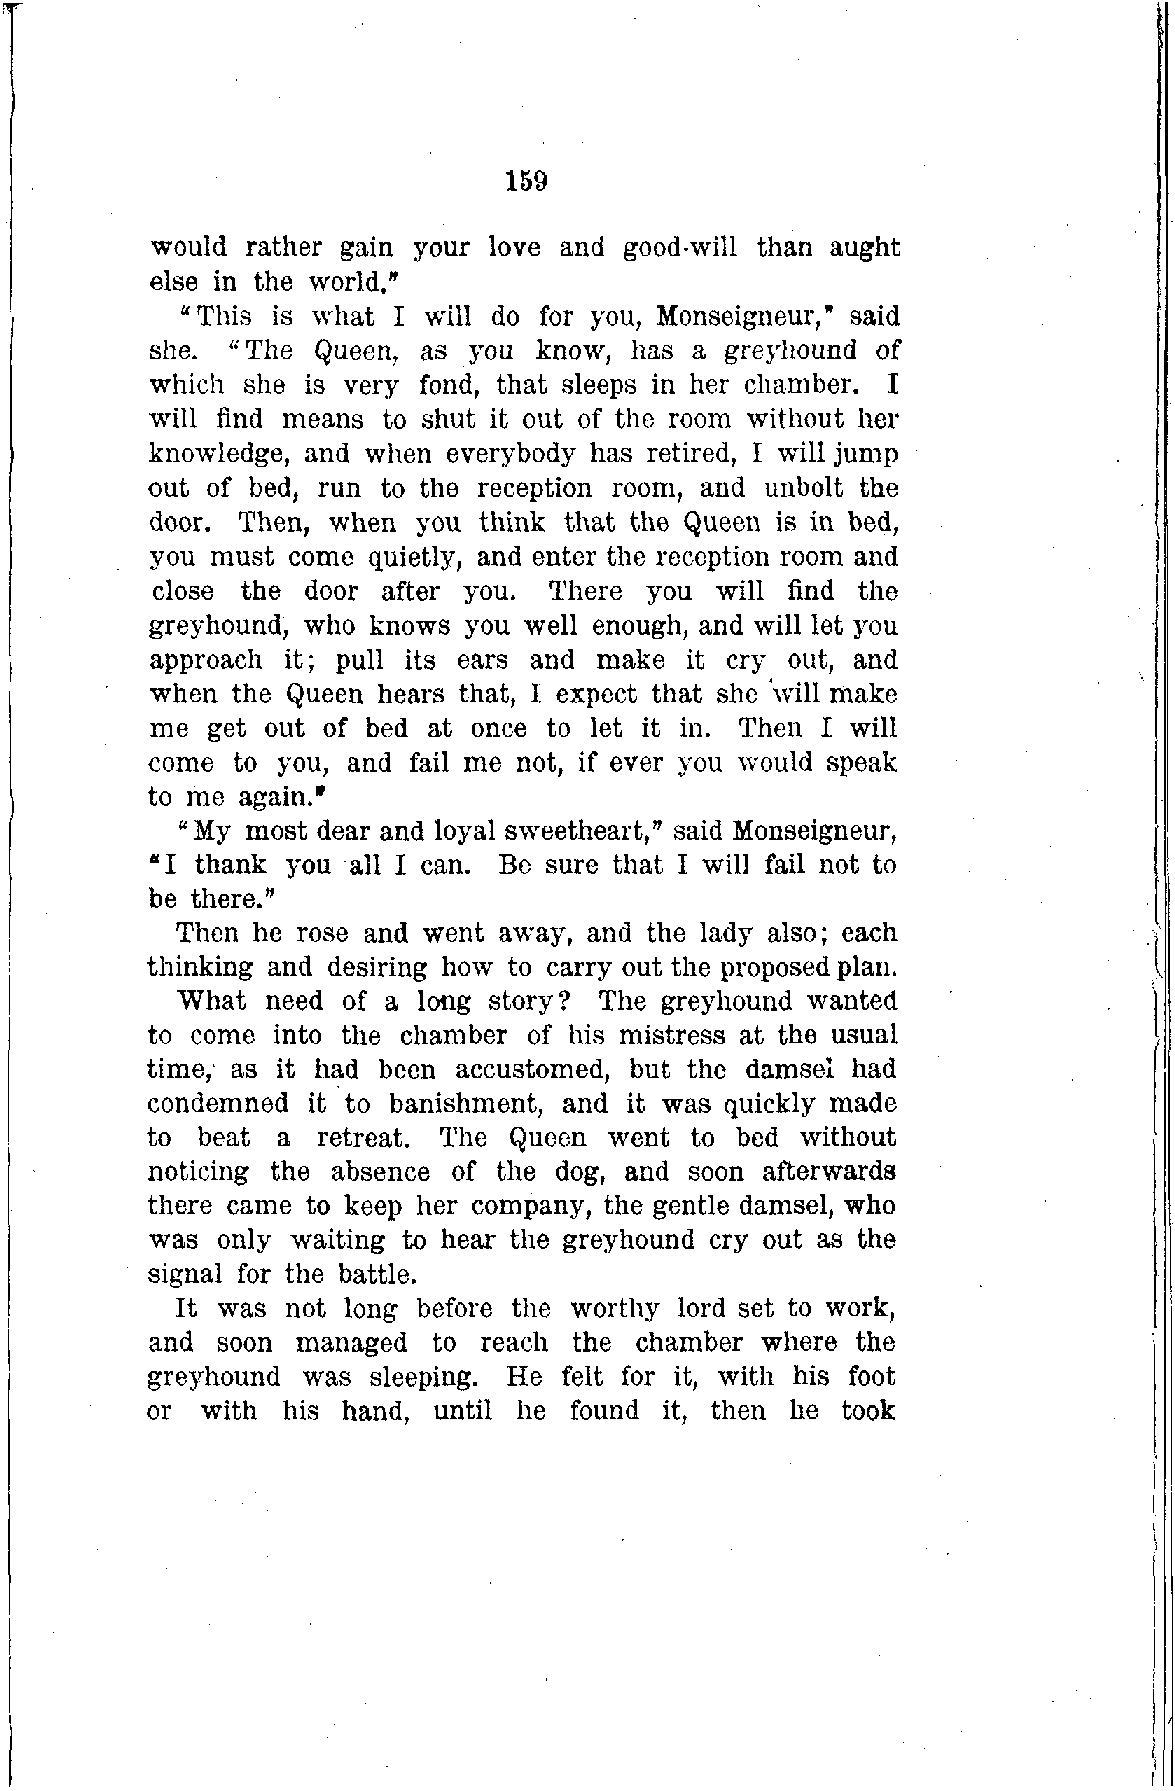 159
would rather gain your love and good-will than aught
else in the world."
"This is what I will do for you, Monseigneur," said
she. "The Queen, as you know, has a greyhound of
which she is very fond, that sleeps in her chamber. I
will find means to shut it out of the room without her
knowledge, and when everybody has retired, I will jump
out of bed, run to the reception room, and unbolt the
door. Then, when you think that the Queen is in bed,
you must come quietly, and enter the reception room and
close the door after you. There you will find the
greyhound, who knows you well enough, and will let you
approach it; pull its ears and make it cry out, and
when the Queen hears that, I expect that she will make
me get out of bed at once to let it in. Then I will
come to you, and fail me not, if ever you would speak
to me again."
"My most dear and loyal sweetheart," said Monseigneur,
"I thank you all I can. Be sure that I will fail not to
be there."
Then he rose and went away, and the lady also; each
thinking and desiring how to carry out the proposed plan.
What need of a long story? The greyhound wanted
to come into the chamber of his mistress at the usual
time, as it had been accustomed, but the damsel had
condemned it to banishment, and it was quickly made
to beat a retreat. The Queen went to bed without
noticing the absence of the dog, and soon afterwards
there came to keep her company, the gentle damsel, who
was only waiting to hear the greyhound cry out as the
signal for the battle.
It was not long before the worthy lord set to work,
and soon managed to reach the chamber where the
greyhound was sleeping. He felt for it, with his foot
or with his hand, until he found it, then he took